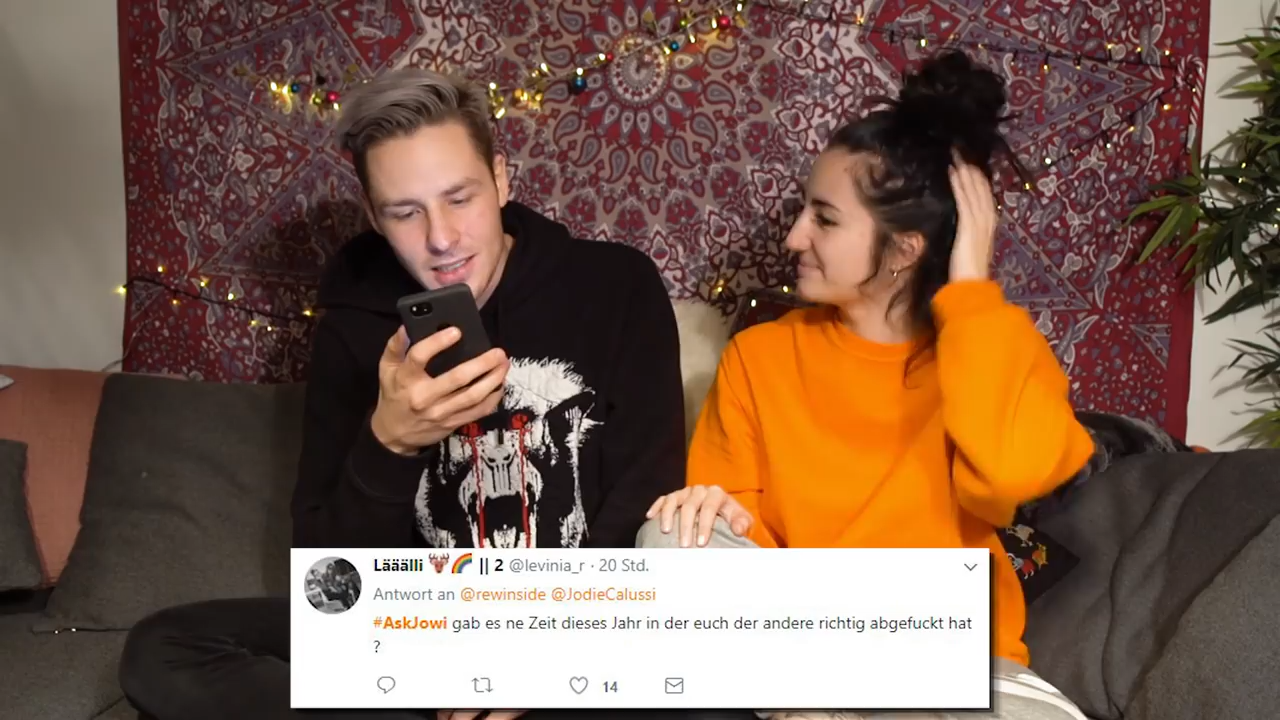 Lääälli 🦌🌈 || 2 @levinia_r · 20 Std.
Antwort an @rewinside @JodieCalussi
#AskJowi gab es ne Zeit dieses Jahr in der euch der andere richtig abgefuckt hat
?
14